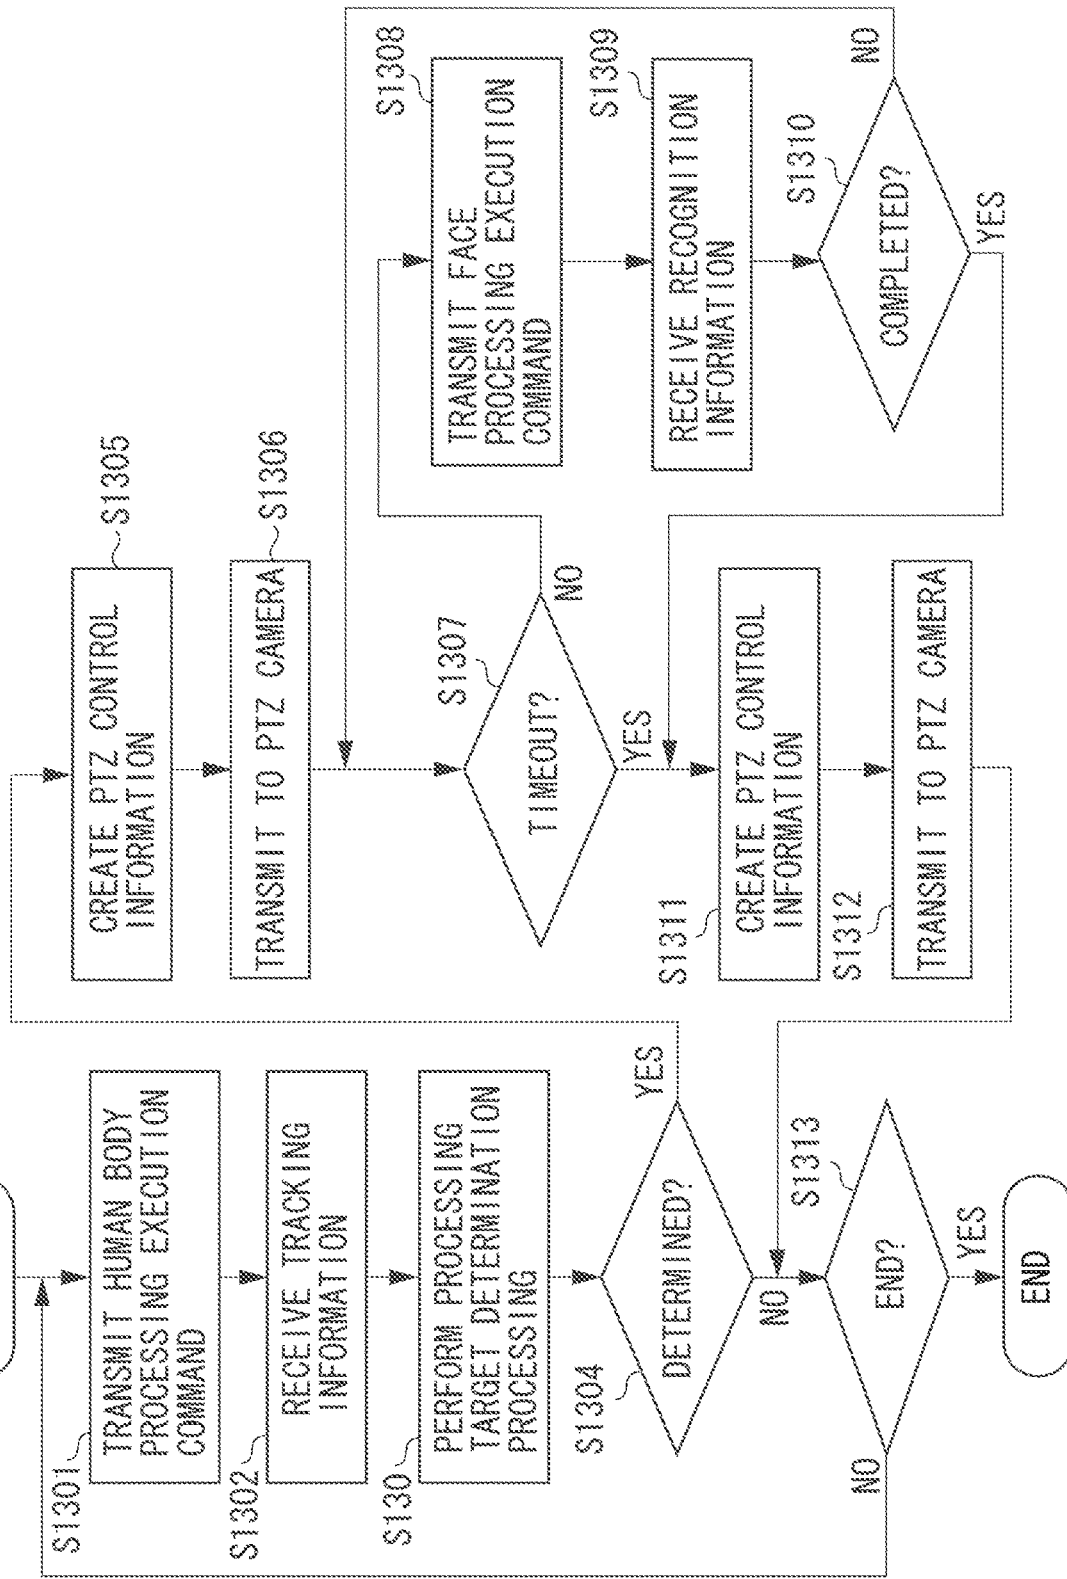 S1301
TRANSMIT HUMAN BODY
PROCESSING EXECUTION
COMMAND
S1302
RECEIVE TRACKING
INFORMATION
S130
PERFORM PROCESSING
TARGET DETERMINATION
PROCESSING
S1304
DETERMINED?
YES
NO
S1313
END?
NO
YES
END
S1305
CREATE PTZ CONTROL
INFORMATION
S1306
TRANSMIT TO PTZ CAMERA
S1307
TIMEOUT?
NO
YES
S1311
CREATE PTZ CONTROL
INFORMATION
S1312
TRANSMIT TO PTZ CAMERA
S1308
TRANSMIT FACE
PROCESSING EXECUTION
COMMAND
S1309
RECEIVE RECOGNITION
INFORMATION
S1310
COMPLETED?
NO
YES